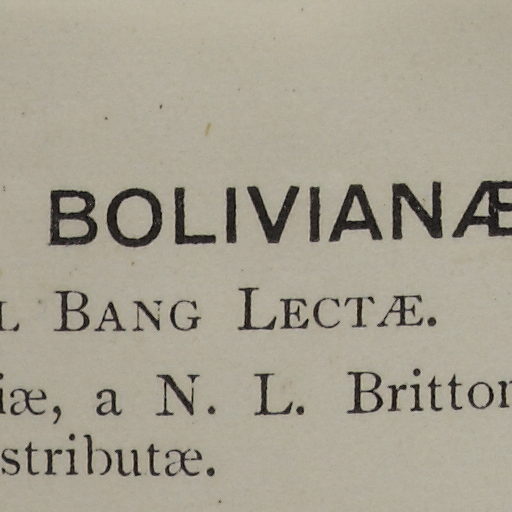 BOLIVIANÆ
L BANG LECTÆ.
iæ, a N. L. Britton
stributæ.